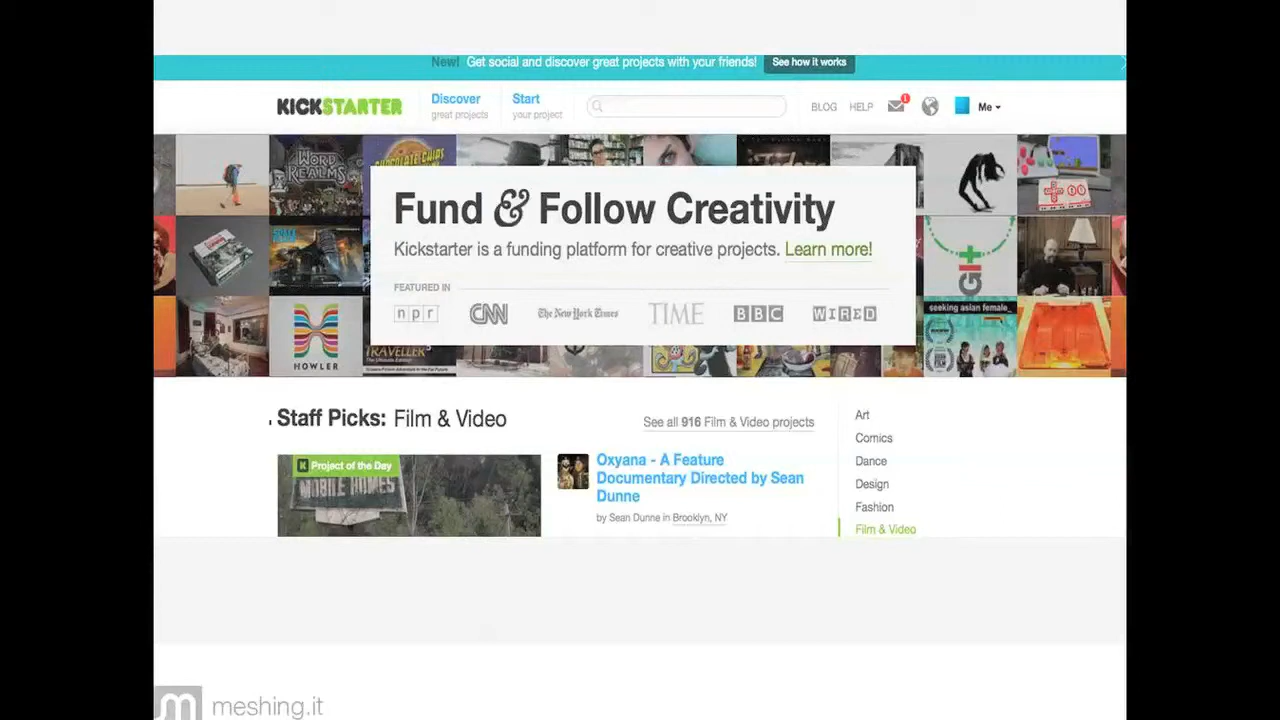 New! Get social and discover great projects with your friends! See how it works
KICKSTARTER
Discover
great projects
Start
your project
BLOG
HELP
1
Me
WORD REALMS
CHOCOLATE CHIPS
Fund & Follow Creativity
Kickstarter is a funding platform for creative projects. Learn more!
FEATURED IN
npr
CNN
The New York Times
TIME
BBC
WIRED
GIT
HOWLER
TRAVELLER
seeking asian female
Staff Picks: Film & Video
See all 916 Film & Video projects
K Project of the Day
MOBILE HOMES
Oxyana - A Feature
Documentary Directed by Sean
Dunne
by Sean Dunne in Brooklyn, NY
Art
Comics
Dance
Design
Fashion
Film & Video
m meshing.it